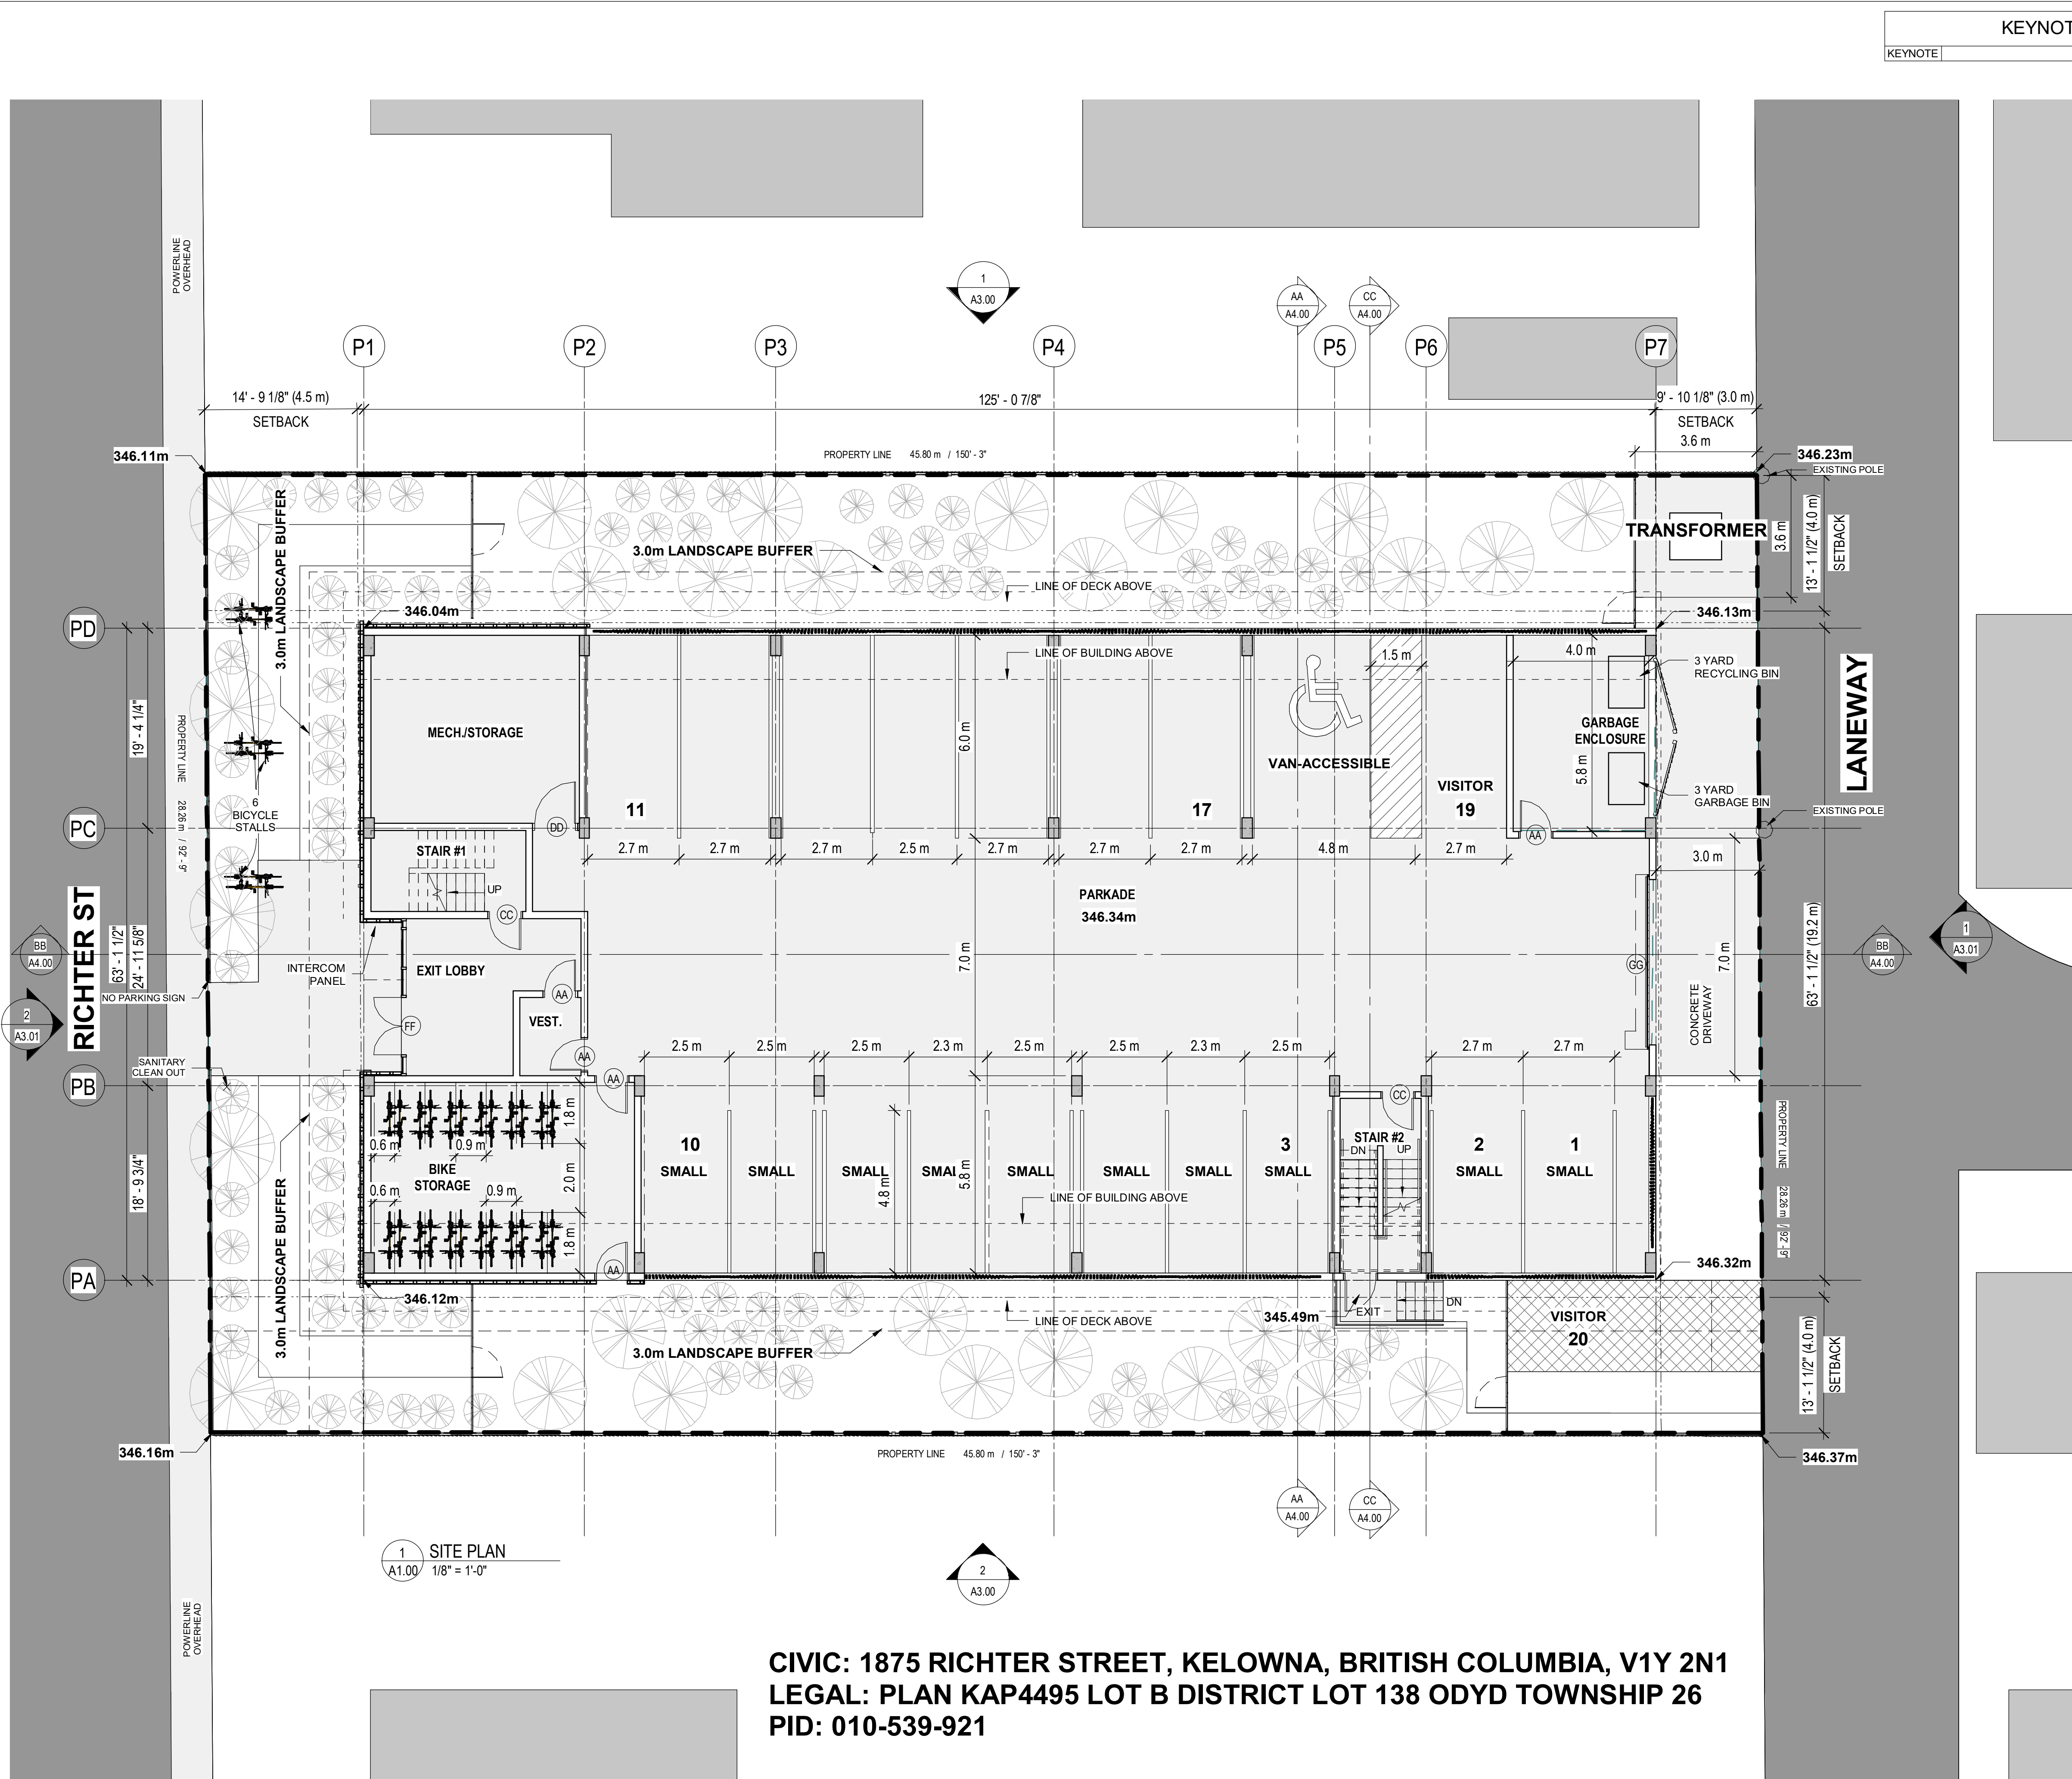 KEYNOT
KEYNOTE
POWERLINE
OVERHEAD
1
A3.00
AA
A4.00
CC
A4.00
P1
P2
P3
P4
P5
P6
P7
14' - 9 1/8" (4.5 m)
SETBACK
125' - 0 7/8"
9' - 10 1/8" (3.0 m)
SETBACK
3.6 m
346.11m
PROPERTY LINE 45.80 m / 150' - 3"
346.23m
EXISTING POLE
3.0m LANDSCAPE BUFFER
3.0m LANDSCAPE BUFFER
TRANSFORMER
3.6 m
13' - 1 1/2" (4.0 m)
SETBACK
LINE OF DECK ABOVE
346.04m
346.13m
PD
LINE OF BUILDING ABOVE
1.5 m
4.0 m
3 YARD
RECYCLING BIN
LANEWAY
19' - 4 1/4"
PROPERTY LINE 28.26 m / 92' - 9"
MECH./STORAGE
6.0 m
GARBAGE
ENCLOSURE
5.8 m
VAN-ACCESSIBLE
VISITOR
19
11
17
3 YARD
GARBAGE BIN
EXISTING POLE
6
BICYCLE
STALLS
PC
DD
AA
STAIR #1
UP
2.7 m
2.7 m
2.7 m
2.5 m
2.7 m
2.7 m
2.7 m
4.8 m
2.7 m
3.0 m
PARKADE
346.34m
CC
RICHTER ST
63' - 1 1/2"
24' - 11 5/8"
BB
A4.00
INTERCOM
PANEL
EXIT LOBBY
7.0 m
GG
7.0 m
63' - 1 1/2" (19.2 m)
BB
A4.00
1
A3.01
NO PARKING SIGN
AA
2
A3.01
FF
VEST.
CONCRETE
DRIVEWAY
SANITARY
CLEAN OUT
AA
2.5 m
2.5 m
2.5 m
2.3 m
2.5 m
2.5 m
2.3 m
2.5 m
2.7 m
2.7 m
PB
AA
CC
1.8 m
0.6 m
0.9 m
BIKE
STORAGE
2.0 m
0.6 m
0.9 m
1.8 m
18' - 9 3/4"
3.0m LANDSCAPE BUFFER
10
SMALL
SMALL
SMALL
SMALL
SMALL
SMALL
SMALL
3
SMALL
4.8 m
5.8 m
STAIR #2
DN
UP
2
SMALL
1
SMALL
LINE OF BUILDING ABOVE
PROPERTY LINE 28.26 m / 92' - 9"
PA
AA
346.32m
346.12m
345.49m
EXIT
DN
VISITOR
20
LINE OF DECK ABOVE
3.0m LANDSCAPE BUFFER
13' - 1 1/2" (4.0 m)
SETBACK
346.16m
PROPERTY LINE 45.80 m / 150' - 3"
346.37m
AA
A4.00
CC
A4.00
1
A1.00
SITE PLAN
1/8" = 1'-0"
2
A3.00
POWERLINE
OVERHEAD
CIVIC: 1875 RICHTER STREET, KELOWNA, BRITISH COLUMBIA, V1Y 2N1
LEGAL: PLAN KAP4495 LOT B DISTRICT LOT 138 ODYD TOWNSHIP 26
PID: 010-539-921